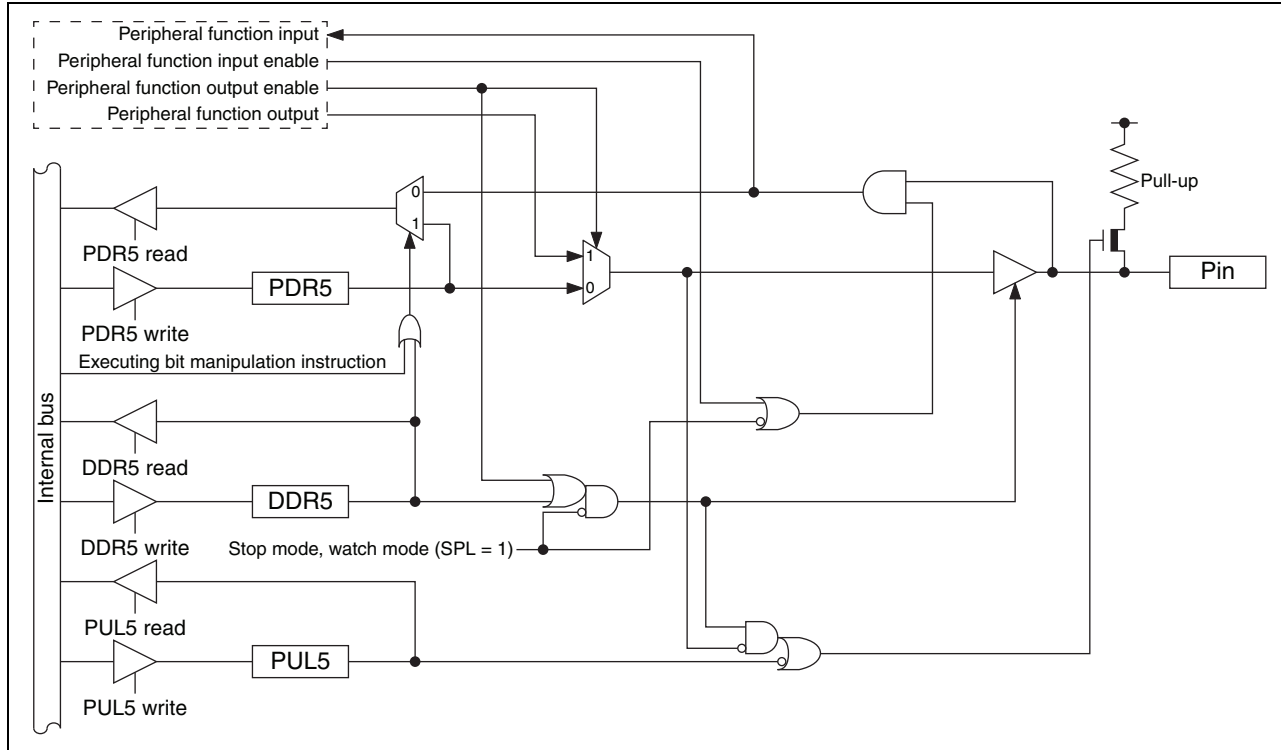 Peripheral function input
Peripheral function input enable
Peripheral function output enable
Peripheral function output
Pull-up
0
1
PDR5 read
1
0
Pin
PDR5
PDR5 write
Executing bit manipulation instruction
Internal bus
DDR5 read
DDR5
DDR5 write
Stop mode, watch mode (SPL = 1)
PUL5 read
PUL5
PUL5 write